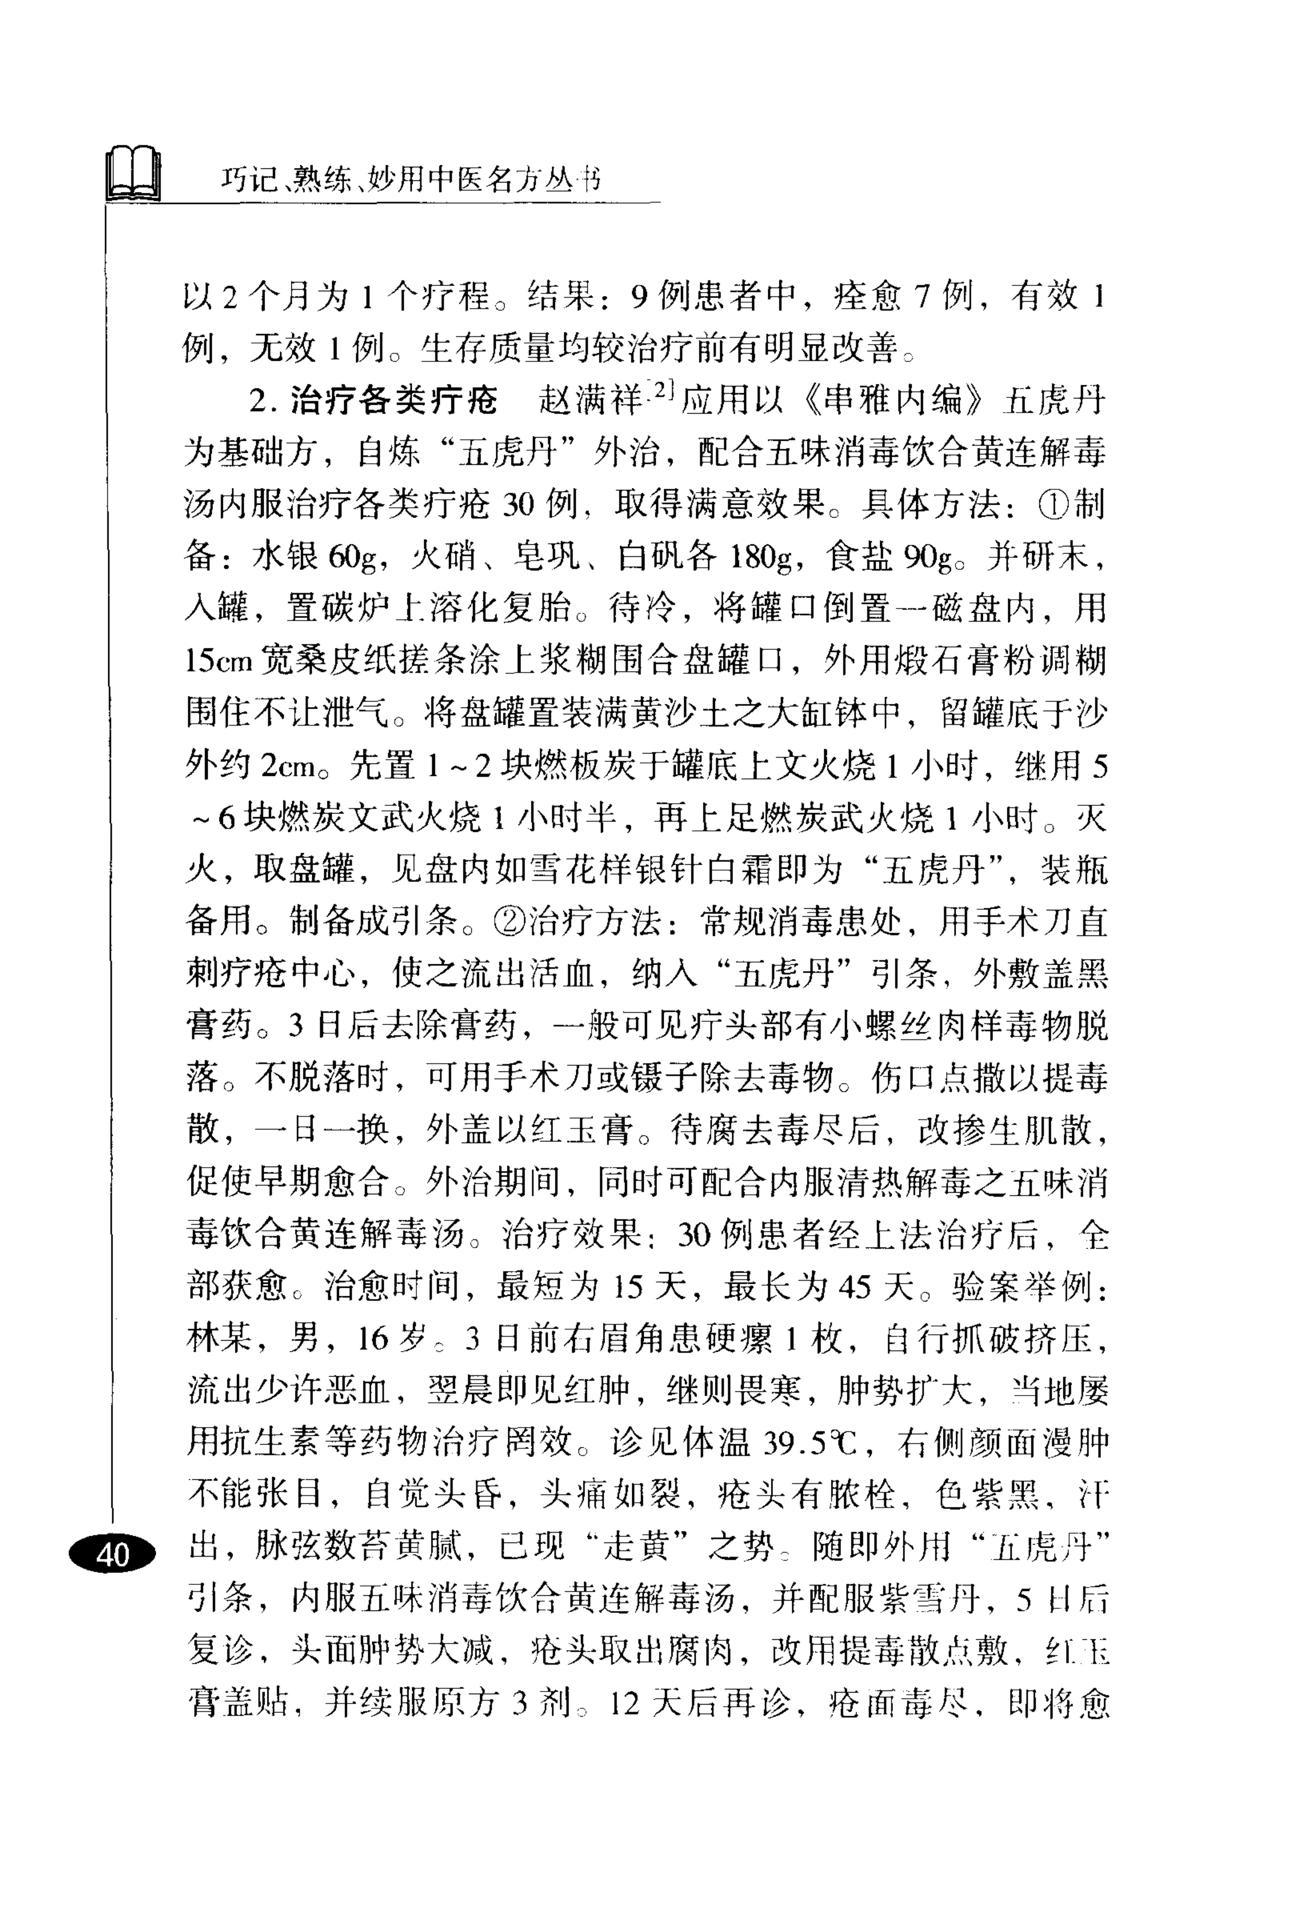 巧记、熟练、妙用中医名方丛书
以2个月为1个疗程。结果：9例患者中，痊愈7例，有效1
例，无效1例。生存质量均较治疗前有明显改善。
2. 治疗各类疔疮　赵满祥[2]应用以《串雅内编》五虎丹
为基础方，自炼“五虎丹”外治，配合五味消毒饮合黄连解毒
汤内服治疗各类疔疮30例，取得满意效果。具体方法：①制
备：水银60g，火硝、皂矾、白矾各180g，食盐90g。并研末，
入罐，置碳炉上溶化复胎。待冷，将罐口倒置一磁盘内，用
15cm宽桑皮纸搓条涂上浆糊围合盘罐口，外用煅石膏粉调糊
围住不让泄气。将盘罐置装满黄沙土之大缸钵中，留罐底于沙
外约2cm。先置1~2块燃板炭于罐底上文火烧1小时，继用5
~6块燃炭文武火烧1小时半，再上足燃炭武火烧1小时。灭
火，取盘罐，见盘内如雪花样银针白霜即为“五虎丹”，装瓶
备用。制备成引条。②治疗方法：常规消毒患处，用手术刀直
刺疗疮中心，使之流出活血，纳入“五虎丹”引条，外敷盖黑
膏药。3日后去除膏药，一般可见疗头部有小螺丝肉样毒物脱
落。不脱落时，可用手术刀或镊子除去毒物。伤口点撒以提毒
散，一日一换，外盖以红玉膏。待腐去毒尽后，改掺生肌散，
促使早期愈合。外治期间，同时可配合内服清热解毒之五味消
毒饮合黄连解毒汤。治疗效果：30例患者经上法治疗后，全
部获愈。治愈时间，最短为15天，最长为45天。验案举例：
林某，男，16岁。3日前右眉角患硬瘰1枚，自行抓破挤压，
流出少许恶血，翌晨即见红肿，继则畏寒，肿势扩大，当地屡
用抗生素等药物治疗罔效。诊见体温39.5℃，右侧颜面漫肿
不能张目，自觉头昏，头痛如裂，疮头有脓栓，色紫黑，汗
出，脉弦数苔黄腻，已现“走黄”之势。随即外用“五虎丹”
引条，内服五味消毒饮合黄连解毒汤，并配服紫雪丹，5日后
复诊，头面肿势大减，疮头取出腐肉，改用提毒散点敷，红玉
膏盖贴，并续服原方3剂。12天后再诊，疮面毒尽，即将愈
40